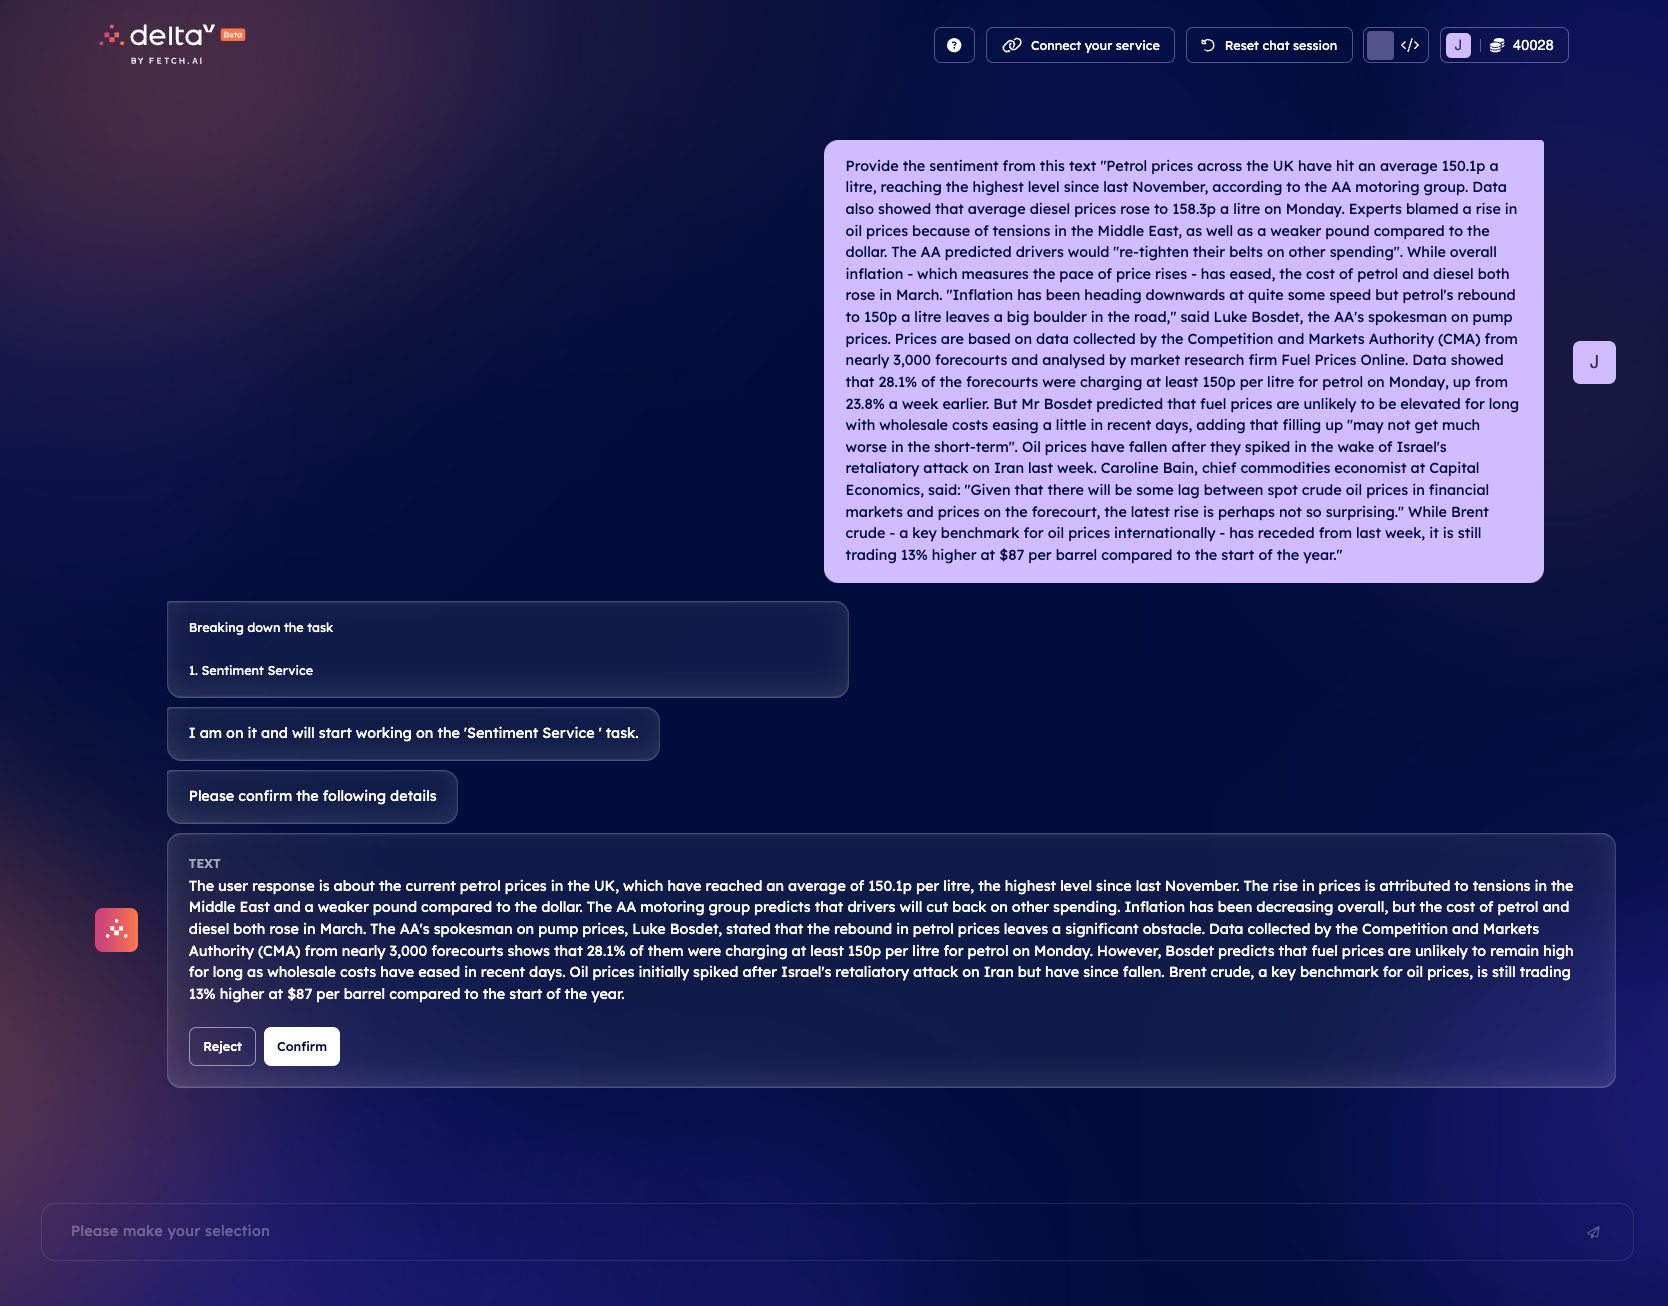 deltaV Beta
BY FETCH.AI
Connect your service
Reset chat session
</>
J
40028
Provide the sentiment from this text "Petrol prices across the UK have hit an average 150.1p a
litre, reaching the highest level since last November, according to the AA motoring group. Data
also showed that average diesel prices rose to 158.3p a litre on Monday. Experts blamed a rise in
oil prices because of tensions in the Middle East, as well as a weaker pound compared to the
dollar. The AA predicted drivers would "re-tighten their belts on other spending". While overall
inflation - which measures the pace of price rises - has eased, the cost of petrol and diesel both
rose in March. "Inflation has been heading downwards at quite some speed but petrol's rebound
to 150p a litre leaves a big boulder in the road," said Luke Bosdet, the AA's spokesman on pump
prices. Prices are based on data collected by the Competition and Markets Authority (CMA) from
nearly 3,000 forecourts and analysed by market research firm Fuel Prices Online. Data showed
that 28.1% of the forecourts were charging at least 150p per litre for petrol on Monday, up from
23.8% a week earlier. But Mr Bosdet predicted that fuel prices are unlikely to be elevated for long
with wholesale costs easing a little in recent days, adding that filling up "may not get much
worse in the short-term". Oil prices have fallen after they spiked in the wake of Israel's
retaliatory attack on Iran last week. Caroline Bain, chief commodities economist at Capital
Economics, said: "Given that there will be some lag between spot crude oil prices in financial
markets and prices on the forecourt, the latest rise is perhaps not so surprising." While Brent
crude - a key benchmark for oil prices internationally - has receded from last week, it is still
trading 13% higher at $87 per barrel compared to the start of the year."
J
Breaking down the task
1. Sentiment Service
I am on it and will start working on the 'Sentiment Service ' task.
Please confirm the following details
TEXT
The user response is about the current petrol prices in the UK, which have reached an average of 150.1p per litre, the highest level since last November. The rise in prices is attributed to tensions in the
Middle East and a weaker pound compared to the dollar. The AA motoring group predicts that drivers will cut back on other spending. Inflation has been decreasing overall, but the cost of petrol and
diesel both rose in March. The AA's spokesman on pump prices, Luke Bosdet, stated that the rebound in petrol prices leaves a significant obstacle. Data collected by the Competition and Markets
Authority (CMA) from nearly 3,000 forecourts shows that 28.1% of them were charging at least 150p per litre for petrol on Monday. However, Bosdet predicts that fuel prices are unlikely to remain high
for long as wholesale costs have eased in recent days. Oil prices initially spiked after Israel's retaliatory attack on Iran but have since fallen. Brent crude, a key benchmark for oil prices, is still trading
13% higher at $87 per barrel compared to the start of the year.
Reject
Confirm
Please make your selection